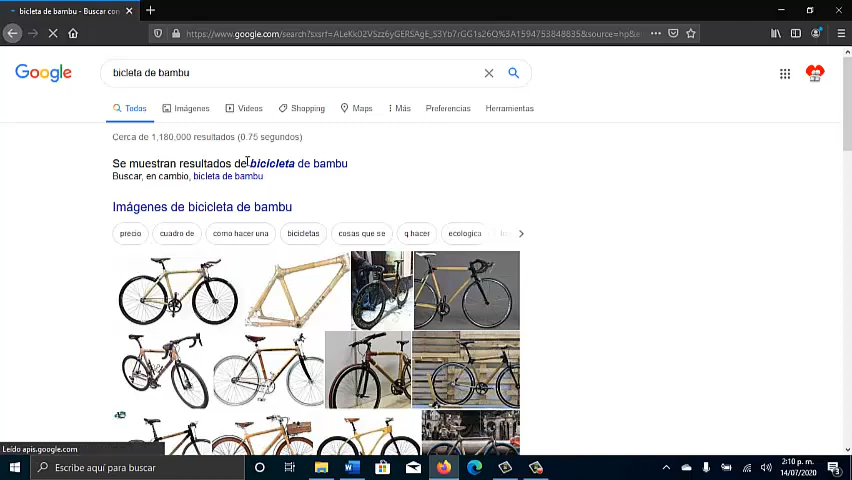 bicleta de bambu - Buscar con
https://www.google.com/search?sxsrf=ALeKk02VSzz6yGERSAgE_S3Yb7rGG1s26Q%3A1594753848835&source=hp&e
Google
bicleta de bambu
Todos
Imágenes
Videos
Shopping
Maps
Más
Preferencias
Herramientas
Cerca de 1,180,000 resultados (0.75 segundos)
Se muestran resultados de bicicleta de bambu
Buscar, en cambio, bicleta de bambu
Imágenes de bicicleta de bambu
precio
cuadro de
como hacer una
bicicletas
cosas que se
q hacer
ecologica
Leído apis.google.com
Escribe aquí para buscar
2:10 p. m.
14/07/2020
3